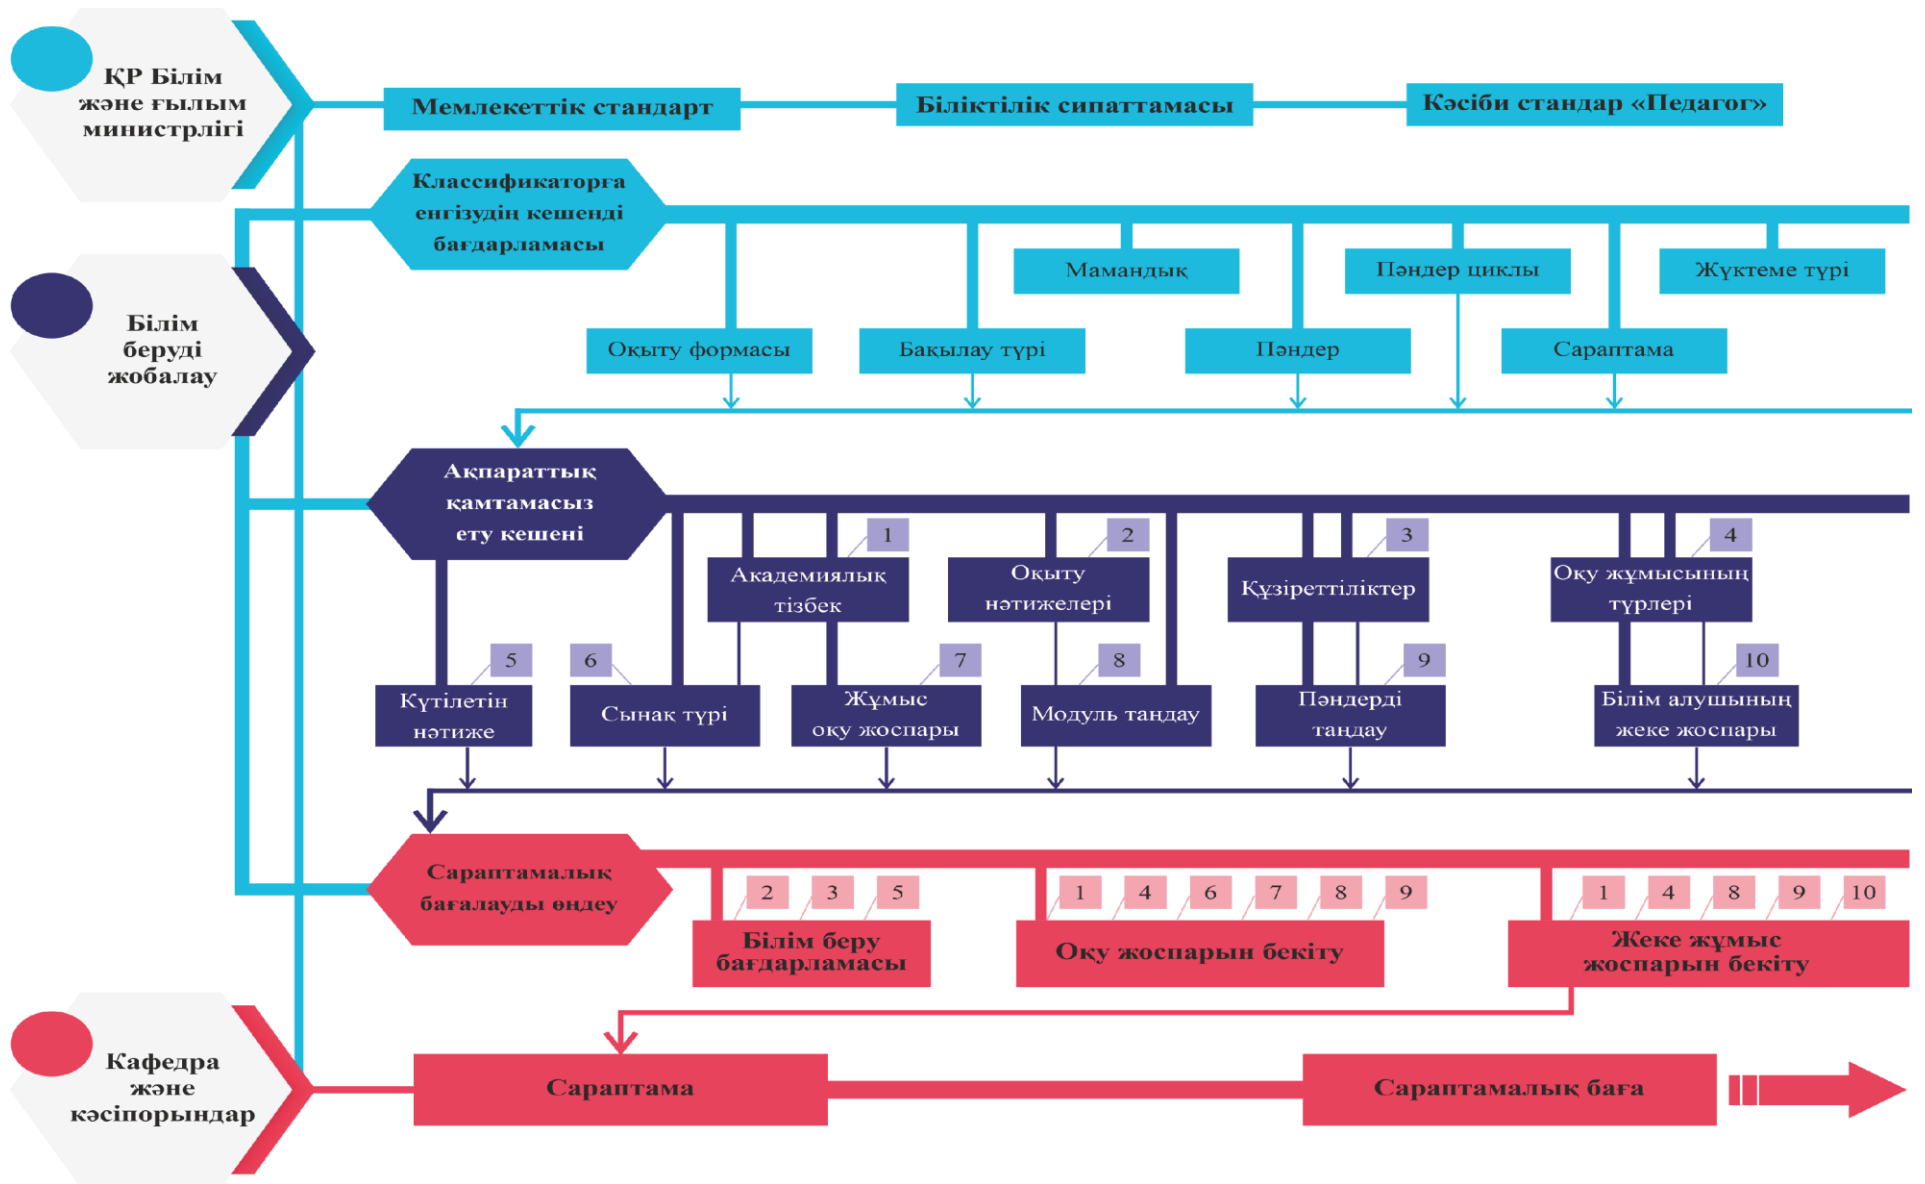 ҚР Білім
және ғылым
министрлігі
Мемлекеттік стандарт
Біліктілік сипаттамасы
Кәсіби стандар «Педагог»
Классификаторға
енгізудің кешенді
бағдарламасы
Мамандық
Пәндер циклы
Жүктеме түрі
Оқыту формасы
Бақылау түрі
Пәндер
Сараптама
Білім
беруді
жобалау
Ақпараттық
қамтамасыз
ету кешені
1
Академиялық
тізбек
2
Оқыту
нәтижелері
3
Құзіреттіліктер
4
Оқу жұмысының
түрлері
5
Күтілетін
нәтиже
6
Сынақ түрі
7
Жұмыс
оқу жоспары
8
Модуль таңдау
9
Пәндерді
таңдау
10
Білім алушының
жеке жоспары
Сараптамалық
бағалауды өңдеу
2 3 5
Білім беру
бағдарламасы
1 4 6 7 8 9
Оқу жоспарын бекіту
1 4 8 9 10
Жеке жұмыс
жоспарын бекіту
Кафедра
және
кәсіпорындар
Сараптама
Сараптамалық баға